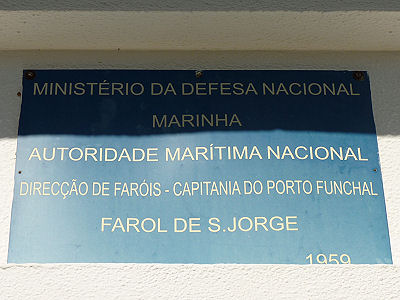 MINISTÉRIO DA DEFESA NACIONAL
MARINHA
AUTORIDADE MARÍTIMA NACIONAL
DIRECÇÃO DE FARÓIS - CAPITANIA DO PORTO FUNCHAL
FAROL DE S.JORGE
1959